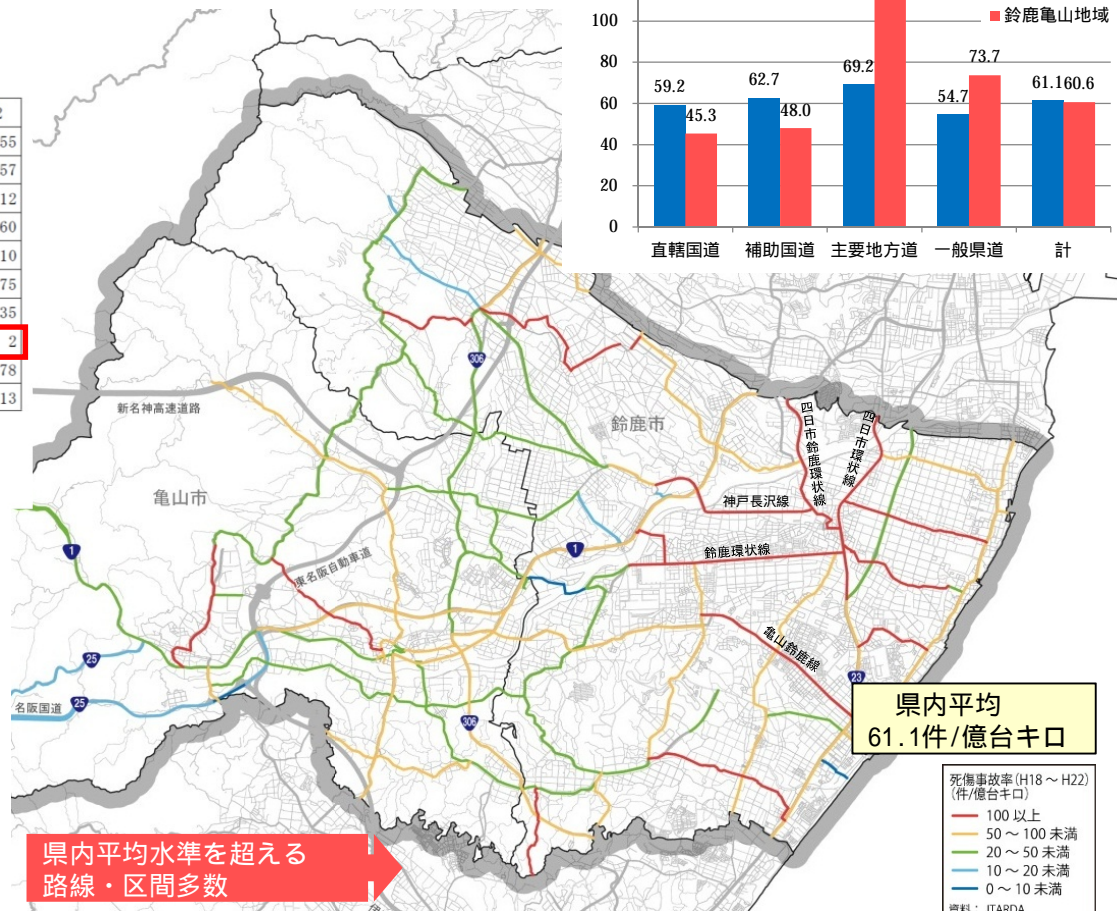 2
55
57
12
60
10
75
35
2
78
13
100
80
60
40
20
0
鈴鹿亀山地域
59.2
45.3
62.7
48.0
69.2
54.7
73.7
61.1
60.6
直轄国道
補助国道
主要地方道
一般県道
計
306
新名神高速道路
鈴鹿市
四日市鈴鹿環状線
四日市環状線
亀山市
神戸長沢線
1
1
鈴鹿環状線
東名阪自動車道
亀山鈴鹿線
25
23
25
名阪国道
306
県内平均
61.1件/億台キロ
死傷事故率(H18～H22)
(件/億台キロ)
100 以上
50 ～ 100 未満
20 ～ 50 未満
10 ～ 20 未満
0 ～ 10 未満
資料： ITARDA
県内平均水準を超える
路線・区間多数